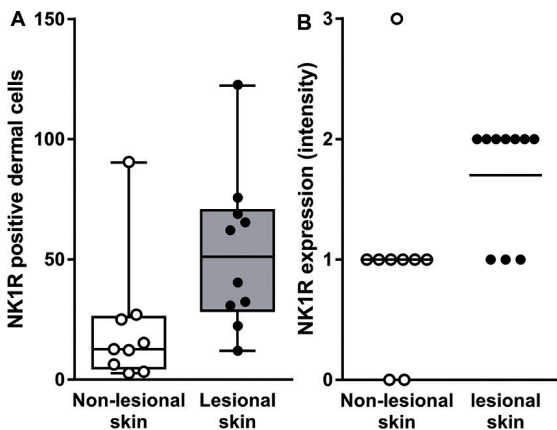 A
NK1R positive dermal cells
150
100
50
0
Non-lesional
skin
Lesional
skin
B
NK1R expression (intensity)
3
2
1
0
Non-lesional
skin
lesional
skin